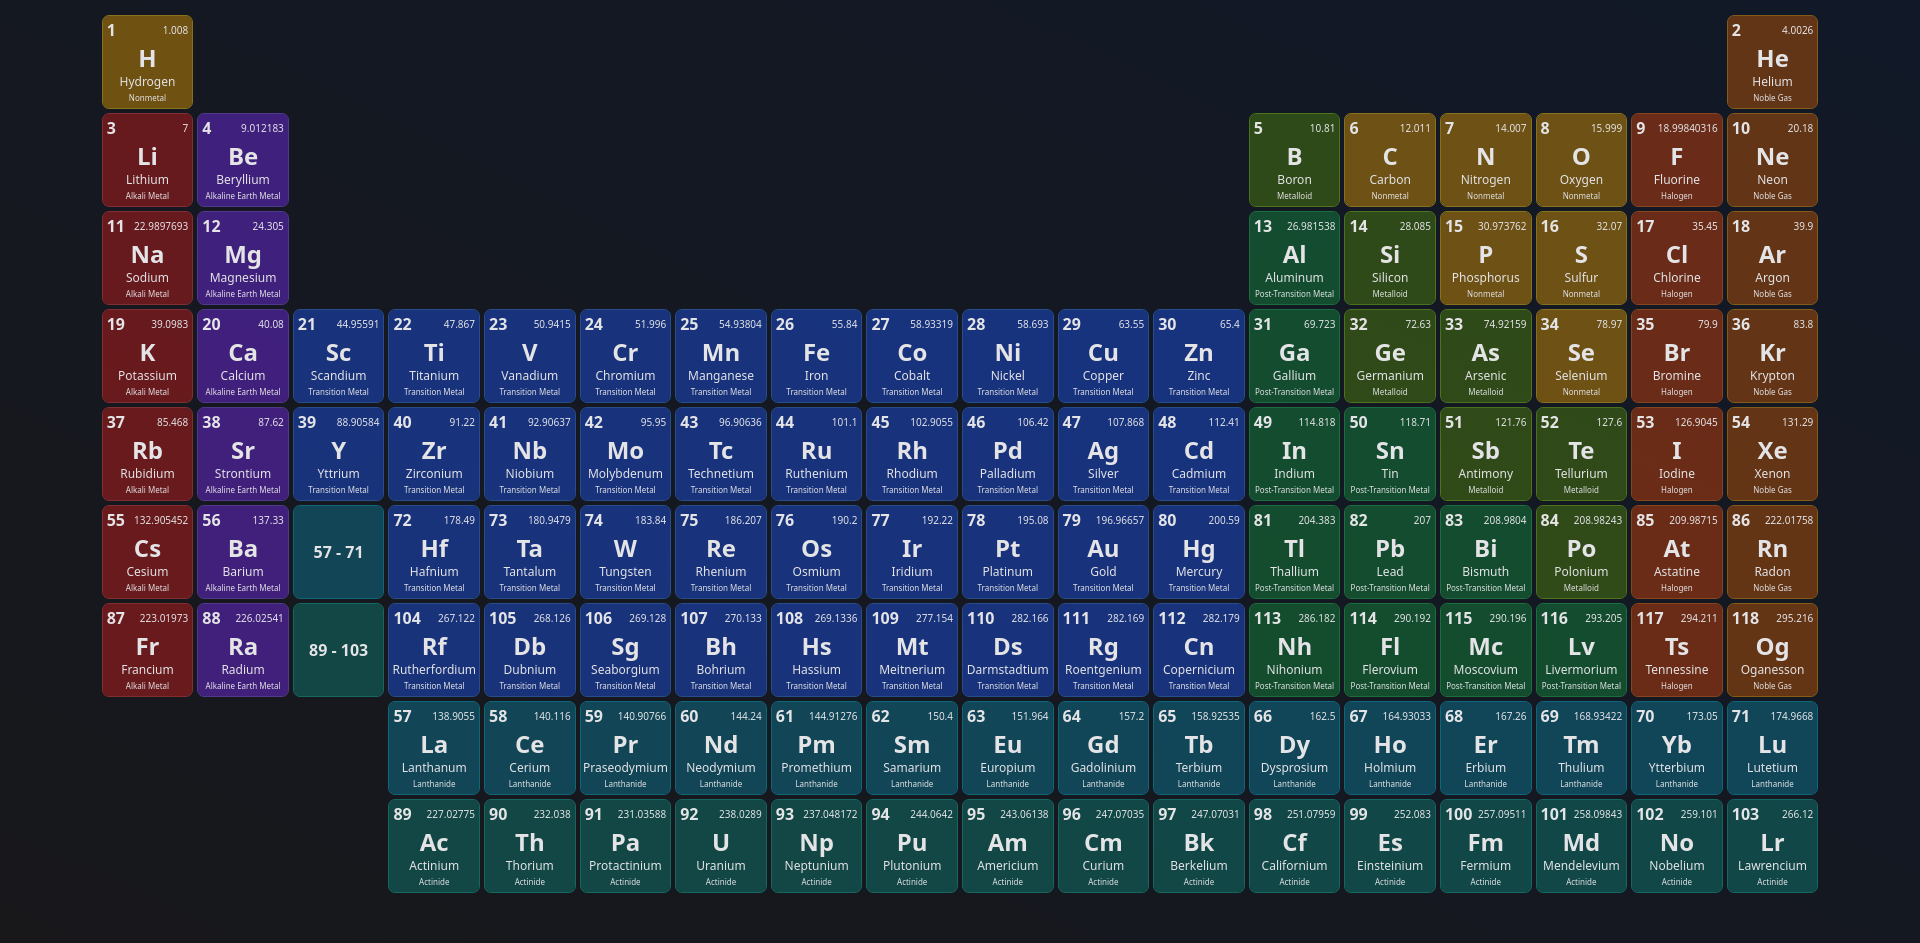 1 1.008 2 4.0026
H He
Hydrogen Helium
Nonmetal Noble Gas
3 7 4 9.012183 5 10.81 6 12.011 7 14.007 8 15.999 9 18.99840316 10 20.18
Li Be B C N O F Ne
Lithium Beryllium Boron Carbon Nitrogen Oxygen Fluorine Neon
Alkali Metal Alkaline Earth Metal Metalloid Nonmetal Nonmetal Nonmetal Halogen Noble Gas
11 22.9897693 12 24.305 13 26.981538 14 28.085 15 30.973762 16 32.07 17 35.45 18 39.9
Na Mg Al Si P S Cl Ar
Sodium Magnesium Aluminum Silicon Phosphorus Sulfur Chlorine Argon
Alkali Metal Alkaline Earth Metal Post-Transition Metal Metalloid Nonmetal Nonmetal Halogen Noble Gas
19 39.0983 20 40.08 21 44.95591 22 47.867 23 50.9415 24 51.996 25 54.93804 26 55.84 27 58.93319 28 58.693 29 63.55 30 65.4 31 69.723 32 72.63 33 74.92159 34 78.97 35 79.9 36 83.8
K Ca Sc Ti V Cr Mn Fe Co Ni Cu Zn Ga Ge As Se Br Kr
Potassium Calcium Scandium Titanium Vanadium Chromium Manganese Iron Cobalt Nickel Copper Zinc Gallium Germanium Arsenic Selenium Bromine Krypton
Alkali Metal Alkaline Earth Metal Transition Metal Transition Metal Transition Metal Transition Metal Transition Metal Transition Metal Transition Metal Transition Metal Transition Metal Transition Metal Post-Transition Metal Metalloid Metalloid Nonmetal Halogen Noble Gas
37 85.468 38 87.62 39 88.90584 40 91.22 41 92.90637 42 95.95 43 96.90636 44 101.1 45 102.9055 46 106.42 47 107.868 48 112.41 49 114.818 50 118.71 51 121.76 52 127.6 53 126.9045 54 131.29
Rb Sr Y Zr Nb Mo Tc Ru Rh Pd Ag Cd In Sn Sb Te I Xe
Rubidium Strontium Yttrium Zirconium Niobium Molybdenum Technetium Ruthenium Rhodium Palladium Silver Cadmium Indium Tin Antimony Tellurium Iodine Xenon
Alkali Metal Alkaline Earth Metal Transition Metal Transition Metal Transition Metal Transition Metal Transition Metal Transition Metal Transition Metal Transition Metal Transition Metal Transition Metal Post-Transition Metal Post-Transition Metal Metalloid Metalloid Halogen Noble Gas
55 132.905452 56 137.33 72 178.49 73 180.9479 74 183.84 75 186.207 76 190.2 77 192.22 78 195.08 79 196.96657 80 200.59 81 204.383 82 207 83 208.9804 84 208.98243 85 209.98715 86 222.01758
Cs Ba 57 - 71 Hf Ta W Re Os Ir Pt Au Hg Tl Pb Bi Po At Rn
Cesium Barium Hafnium Tantalum Tungsten Rhenium Osmium Iridium Platinum Gold Mercury Thallium Lead Bismuth Polonium Astatine Radon
Alkali Metal Alkaline Earth Metal Transition Metal Transition Metal Transition Metal Transition Metal Transition Metal Transition Metal Transition Metal Transition Metal Transition Metal Post-Transition Metal Post-Transition Metal Post-Transition Metal Metalloid Halogen Noble Gas
87 223.01973 88 226.02541 104 267.122 105 268.126 106 269.128 107 270.133 108 269.1336 109 277.154 110 282.166 111 282.169 112 282.179 113 286.182 114 290.192 115 290.196 116 293.205 117 294.211 118 295.216
Fr Ra 89 - 103 Rf Db Sg Bh Hs Mt Ds Rg Cn Nh Fl Mc Lv Ts Og
Francium Radium Rutherfordium Dubnium Seaborgium Bohrium Hassium Meitnerium Darmstadtium Roentgenium Copernicium Nihonium Flerovium Moscovium Livermorium Tennessine Oganesson
Alkali Metal Alkaline Earth Metal Transition Metal Transition Metal Transition Metal Transition Metal Transition Metal Transition Metal Transition Metal Transition Metal Transition Metal Post-Transition Metal Post-Transition Metal Post-Transition Metal Post-Transition Metal Halogen Noble Gas
57 138.9055 58 140.116 59 140.90766 60 144.24 61 144.91276 62 150.4 63 151.964 64 157.2 65 158.92535 66 162.5 67 164.93033 68 167.26 69 168.93422 70 173.05 71 174.9668
La Ce Pr Nd Pm Sm Eu Gd Tb Dy Ho Er Tm Yb Lu
Lanthanum Cerium Praseodymium Neodymium Promethium Samarium Europium Gadolinium Terbium Dysprosium Holmium Erbium Thulium Ytterbium Lutetium
Lanthanide Lanthanide Lanthanide Lanthanide Lanthanide Lanthanide Lanthanide Lanthanide Lanthanide Lanthanide Lanthanide Lanthanide Lanthanide Lanthanide Lanthanide
89 227.02775 90 232.038 91 231.03588 92 238.0289 93 237.048172 94 244.0642 95 243.06138 96 247.07035 97 247.07031 98 251.07959 99 252.083 100 257.09511 101 258.09843 102 259.101 103 266.12
Ac Th Pa U Np Pu Am Cm Bk Cf Es Fm Md No Lr
Actinium Thorium Protactinium Uranium Neptunium Plutonium Americium Curium Berkelium Californium Einsteinium Fermium Mendelevium Nobelium Lawrencium
Actinide Actinide Actinide Actinide Actinide Actinide Actinide Actinide Actinide Actinide Actinide Actinide Actinide Actinide Actinide